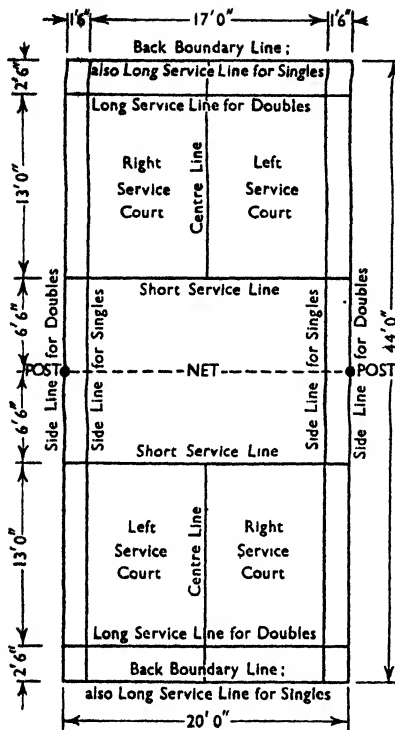 1'6" 17'0" 1'6"
Back Boundary Line;
also Long Service Line for Singles
2'6"
Long Service Line for Doubles
13'0"
Right Service Court
Centre Line
Left Service Court
Short Service Line
6'6"
Side Line for Doubles
Side Line for Singles
Side Line for Singles
Side Line for Doubles
44'0"
POST NET POST
6'6"
Short Service Line
13'0"
Left Service Court
Centre Line
Right Service Court
Long Service Line for Doubles
2'6"
Back Boundary Line;
also Long Service Line for Singles
20'0"